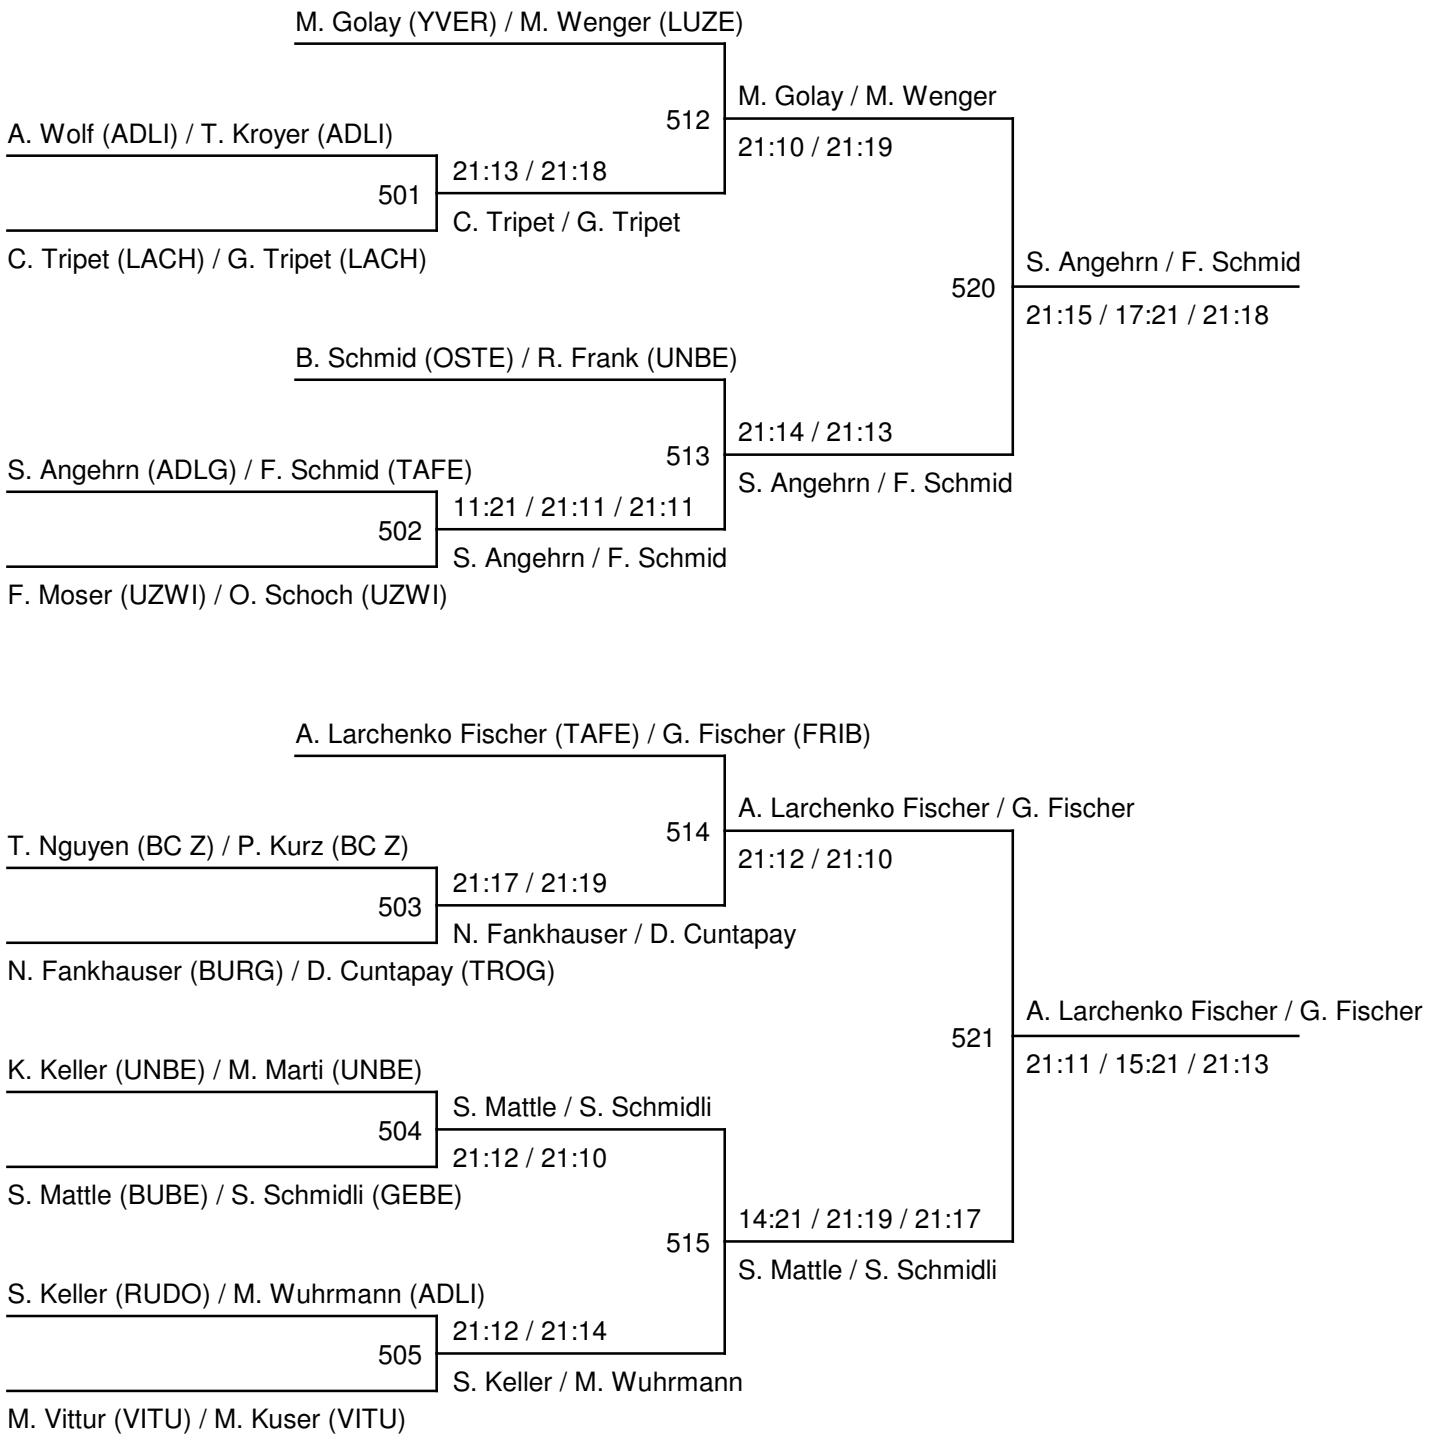 M. Golay (YVER) / M. Wenger (LUZE)
M. Golay / M. Wenger
512
A. Wolf (ADLI) / T. Kroyer (ADLI)
21:10 / 21:19
21:13 / 21:18
501
C. Tripet / G. Tripet
C. Tripet (LACH) / G. Tripet (LACH)
S. Angehrn / F. Schmid
520
21:15 / 17:21 / 21:18
B. Schmid (OSTE) / R. Frank (UNBE)
21:14 / 21:13
513
S. Angehrn (ADLG) / F. Schmid (TAFE)
S. Angehrn / F. Schmid
11:21 / 21:11 / 21:11
502
S. Angehrn / F. Schmid
F. Moser (UZWI) / O. Schoch (UZWI)
A. Larchenko Fischer (TAFE) / G. Fischer (FRIB)
A. Larchenko Fischer / G. Fischer
514
T. Nguyen (BC Z) / P. Kurz (BC Z)
21:12 / 21:10
21:17 / 21:19
503
N. Fankhauser / D. Cuntapay
N. Fankhauser (BURG) / D. Cuntapay (TROG)
A. Larchenko Fischer / G. Fischer
521
21:11 / 15:21 / 21:13
K. Keller (UNBE) / M. Marti (UNBE)
S. Mattle / S. Schmidli
504
21:12 / 21:10
S. Mattle (BUBE) / S. Schmidli (GEBE)
14:21 / 21:19 / 21:17
515
S. Mattle / S. Schmidli
S. Keller (RUDO) / M. Wuhrmann (ADLI)
21:12 / 21:14
505
S. Keller / M. Wuhrmann
M. Vittur (VITU) / M. Kuser (VITU)